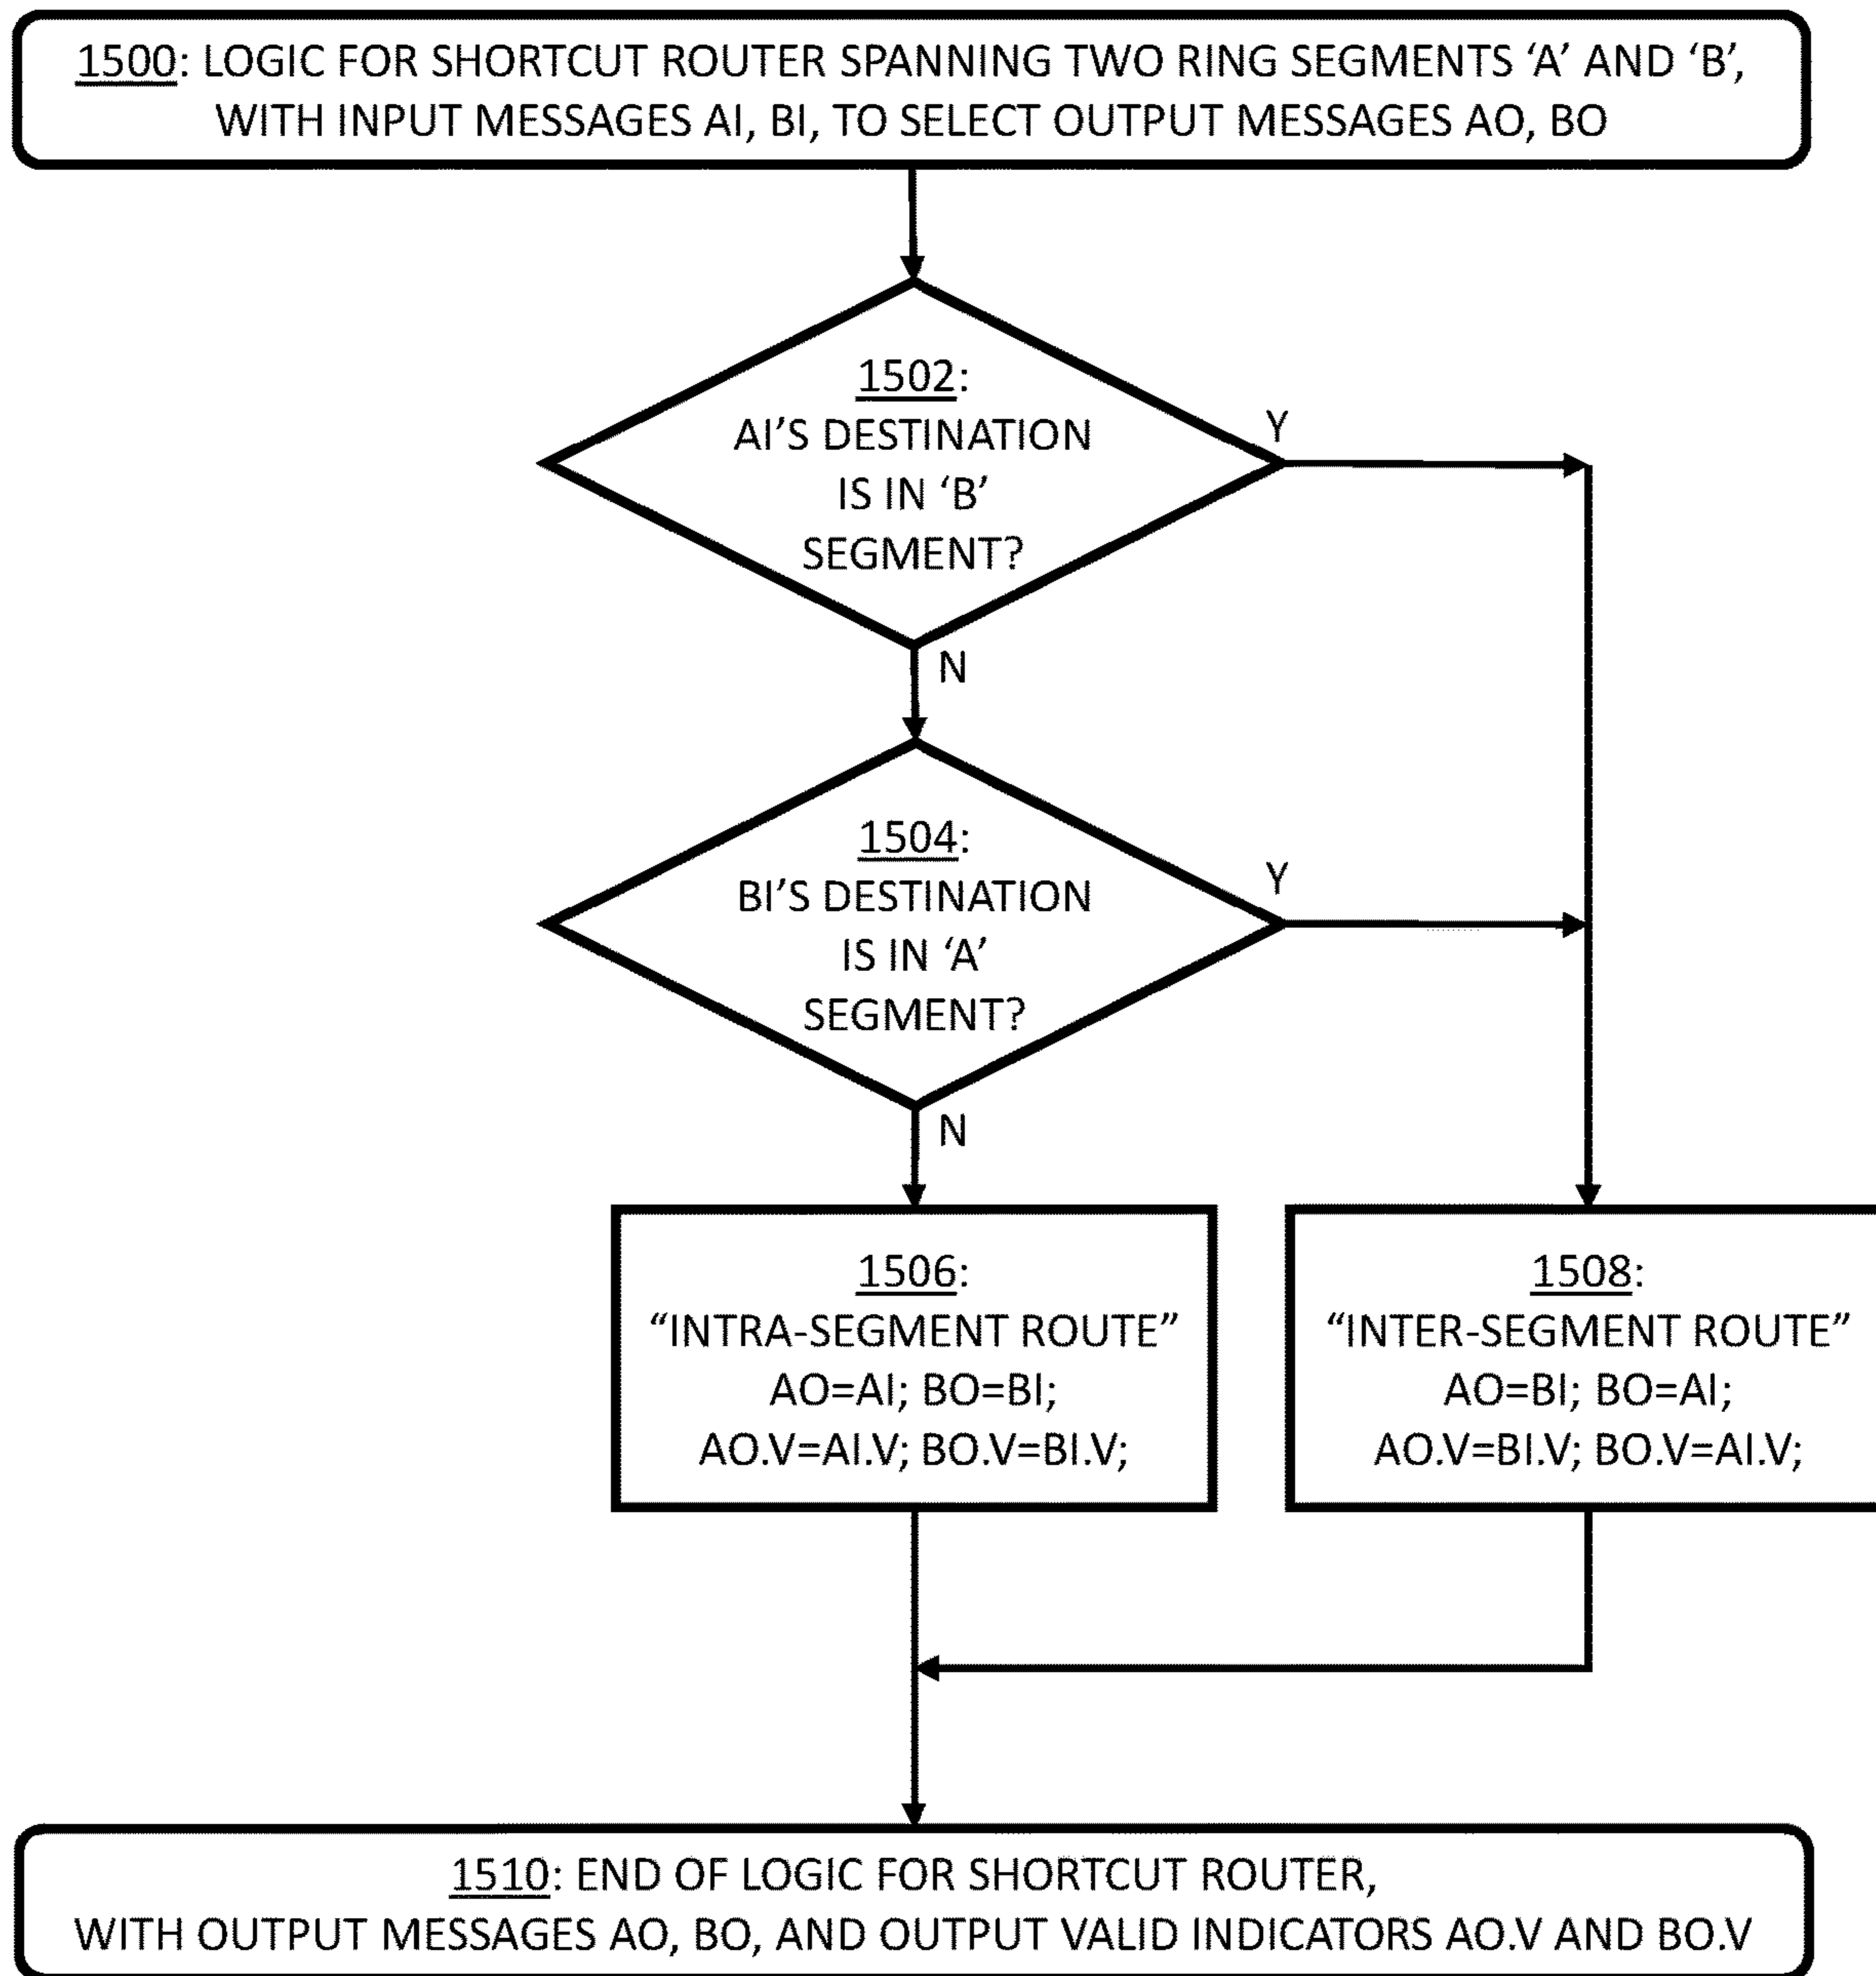 1500: LOGIC FOR SHORTCUT ROUTER SPANNING TWO RING SEGMENTS ‘A’ AND ‘B’,
WITH INPUT MESSAGES AI, BI, TO SELECT OUTPUT MESSAGES AO, BO
1502:
AI’S DESTINATION
IS IN ‘B’
SEGMENT?
Y
N
1504:
BI’S DESTINATION
IS IN ‘A’
SEGMENT?
Y
N
1506:
“INTRA-SEGMENT ROUTE”
AO=AI; BO=BI;
AO.V=AI.V; BO.V=BI.V;
1508:
“INTER-SEGMENT ROUTE”
AO=BI; BO=AI;
AO.V=BI.V; BO.V=AI.V;
1510: END OF LOGIC FOR SHORTCUT ROUTER,
WITH OUTPUT MESSAGES AO, BO, AND OUTPUT VALID INDICATORS AO.V AND BO.V